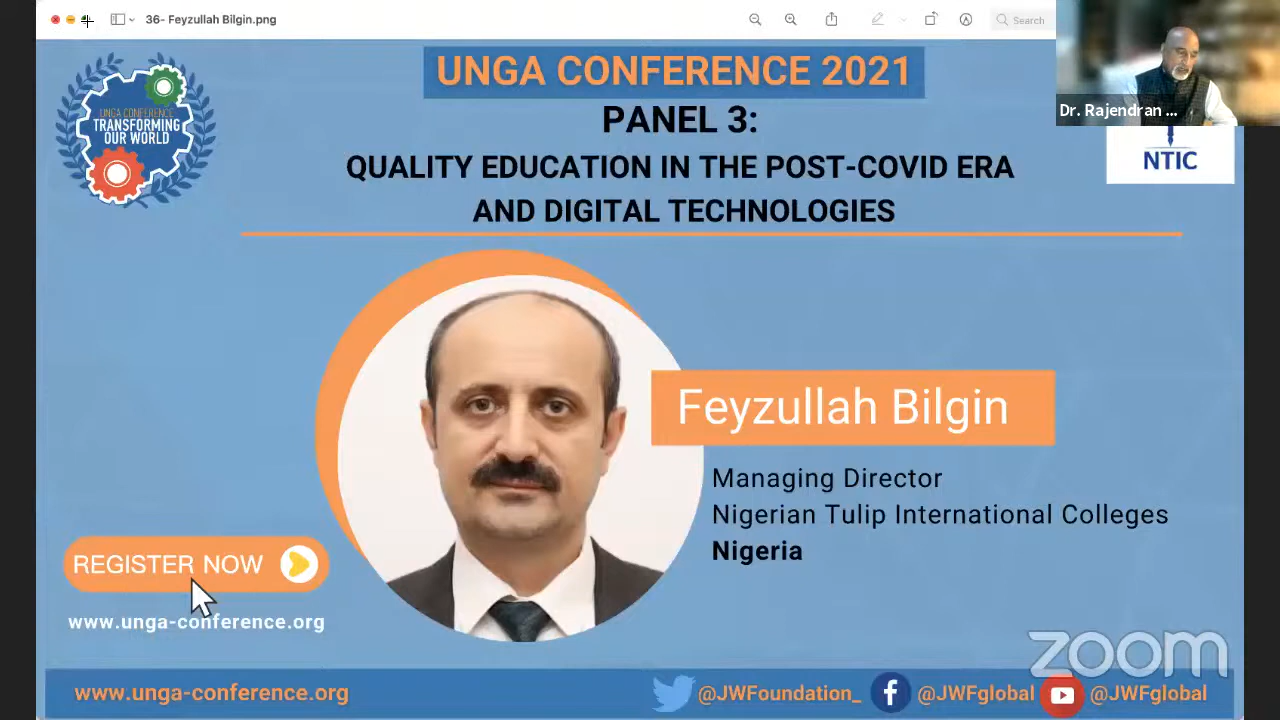 36- Feyzullah Bilgin.png
Search
UNGA CONFERENCE 2021
PANEL 3:
QUALITY EDUCATION IN THE POST-COVID ERA
AND DIGITAL TECHNOLOGIES
UNGA CONFERENCE
TRANSFORMING
OUR WORLD
Dr. Rajendran ...
NTIC
Feyzullah Bilgin
Managing Director
Nigerian Tulip International Colleges
Nigeria
REGISTER NOW
www.unga-conference.org
zoom
www.unga-conference.org
@JWFoundation_
@JWFglobal
@JWFglobal